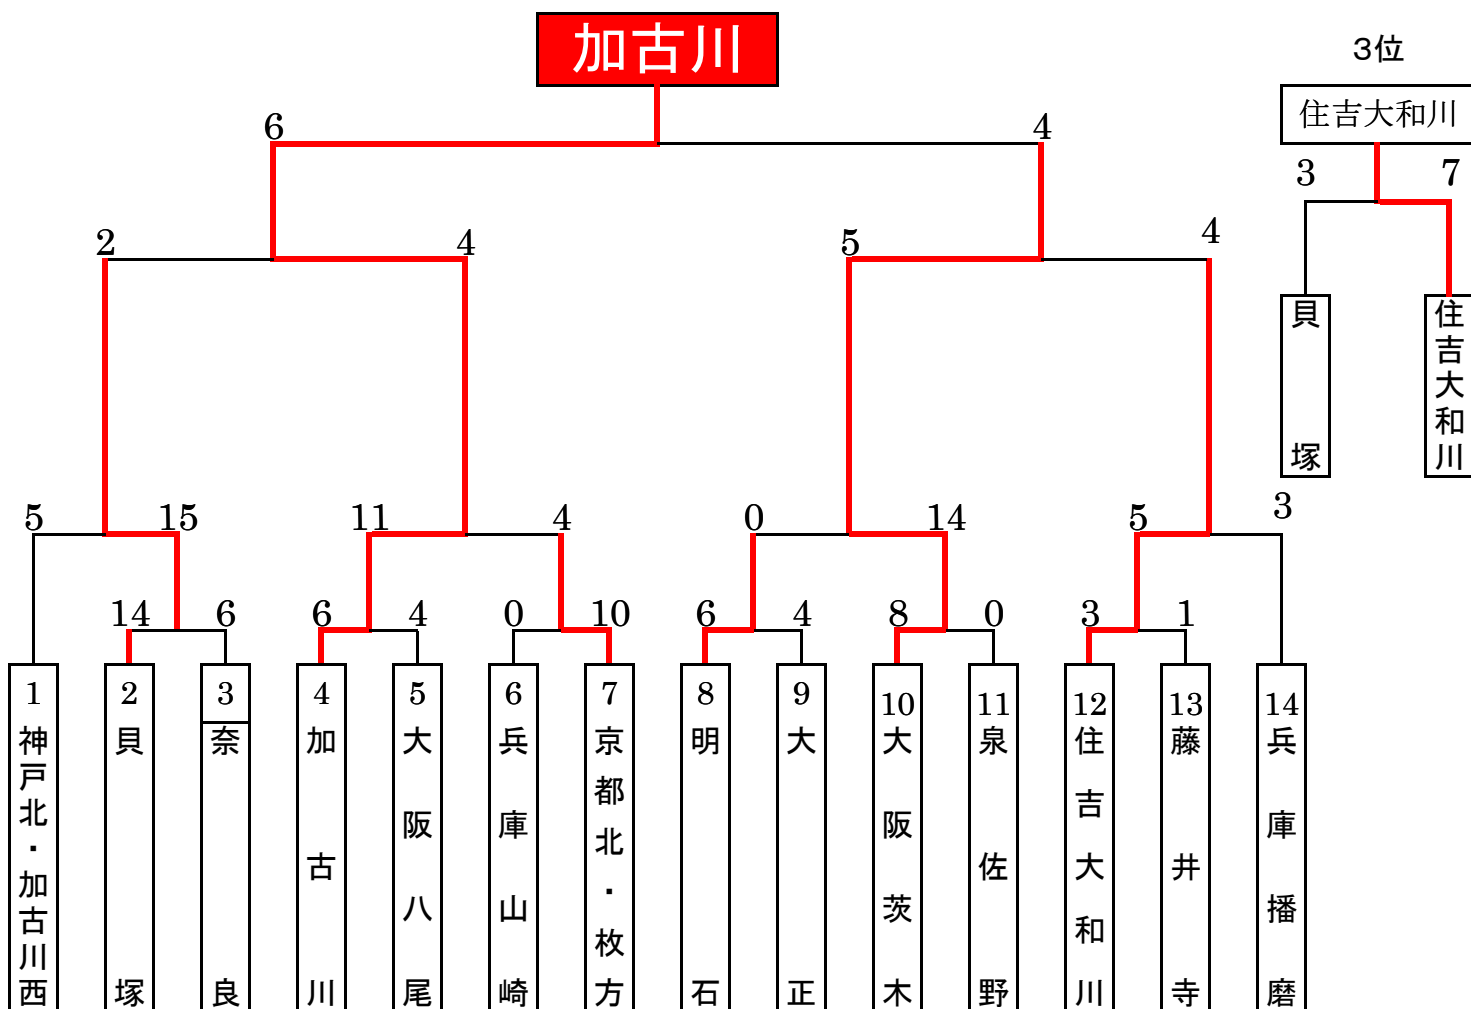 加古川
3位
住吉大和川
6
4
3
7
2
4
5
4
貝塚
住吉大和川
5
15
11
4
0
14
5
3
14
6
6
4
0
10
6
4
8
0
3
1
1
神戸北・加古川西
2
貝塚
3
奈良
4
加古川
5
大阪八尾
6
兵庫山崎
7
京都北・枚方
8
明石
9
大正
10
大阪茨木
11
泉佐野
12
住吉大和川
13
藤井寺
14
兵庫播磨